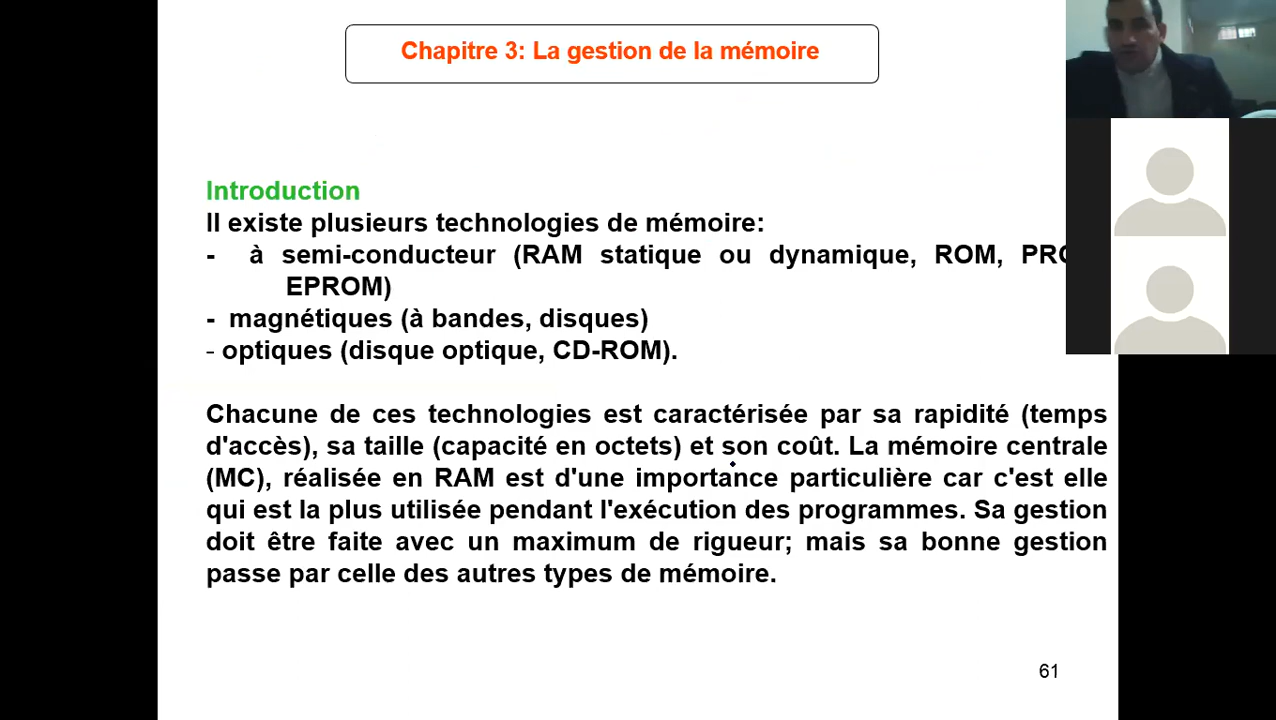 Chapitre 3: La gestion de la mémoire
Introduction
Il existe plusieurs technologies de mémoire:
- à semi-conducteur (RAM statique ou dynamique, ROM,
EPROM)
- magnétiques (à bandes, disques)
- optiques (disque optique, CD-ROM).
Chacune de ces technologies est caractérisée par sa rapidité (temps
d'accès), sa taille (capacité en octets) et son coût. La mémoire centrale
(MC), réalisée en RAM est d'une importance particulière car c'est elle
qui est la plus utilisée pendant l'exécution des programmes. Sa gestion
doit être faite avec un maximum de rigueur; mais sa bonne gestion
passe par celle des autres types de mémoire.
61